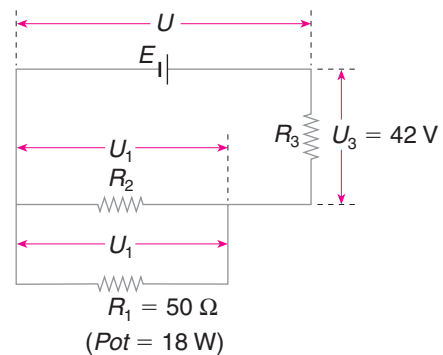 U
E
R₃ U₃ = 42 V
U₁
R₂
U₁
R₁ = 50 Ω
(Pot = 18 W)